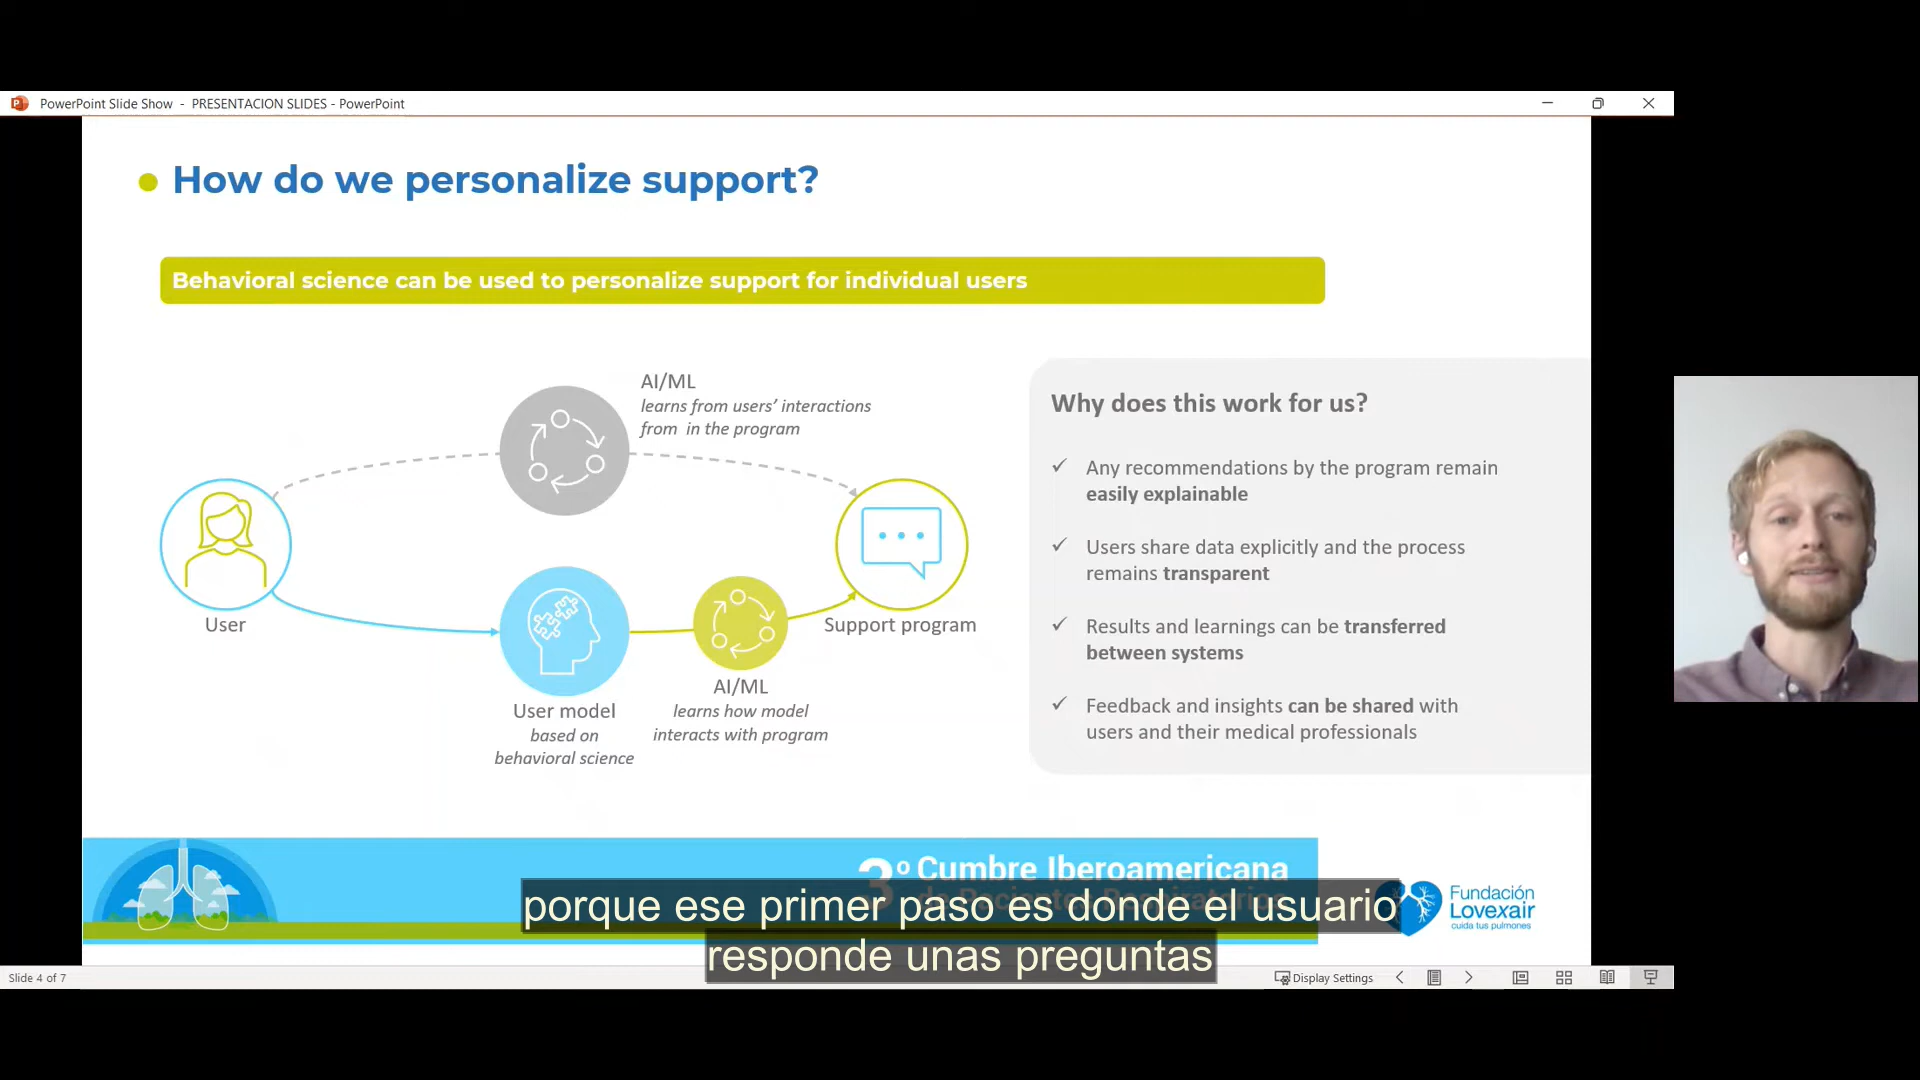 PowerPoint Slide Show - PRESENTACION SLIDES - PowerPoint
How do we personalize support?
Behavioral science can be used to personalize support for individual users
AI/ML
learns from users’ interactions
from in the program
User
Support program
User model
based on
behavioral science
AI/ML
learns how model
interacts with program
Why does this work for us?
Any recommendations by the program remain
easily explainable
Users share data explicitly and the process
remains transparent
Results and learnings can be transferred
between systems
Feedback and insights can be shared with
users and their medical professionals
3º Cumbre Iberoamericana
de Pacientes Respiratorios
Fundación
Lovexair
cuida tus pulmones
porque ese primer paso es donde el usuario
responde unas preguntas
Slide 4 of 7
Display Settings